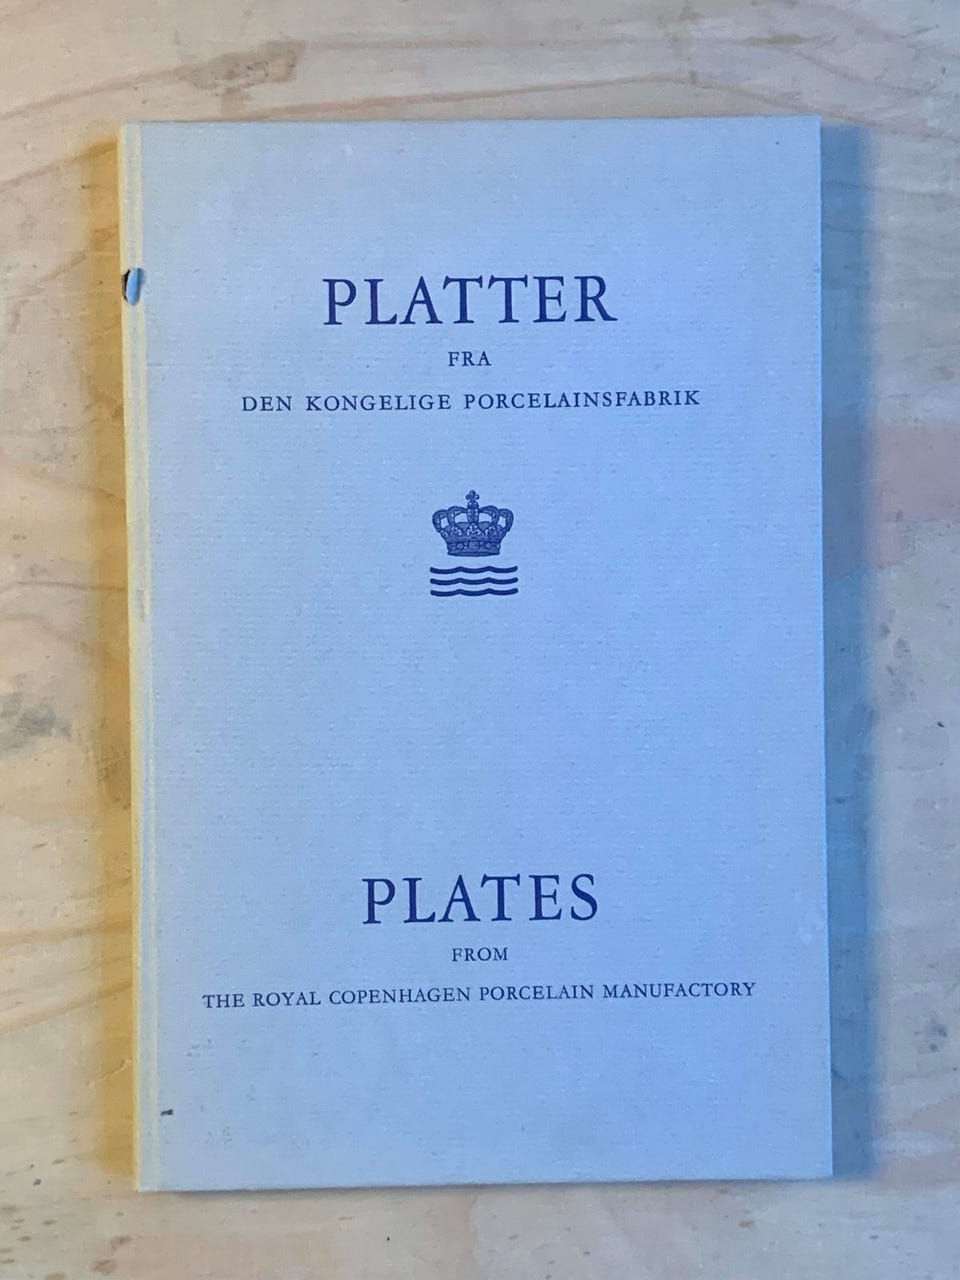 PLATTER
FRA
DEN KONGELIGE PORCELAINSFABRIK
PLATES
FROM
THE ROYAL COPENHAGEN PORCELAIN MANUFACTORY